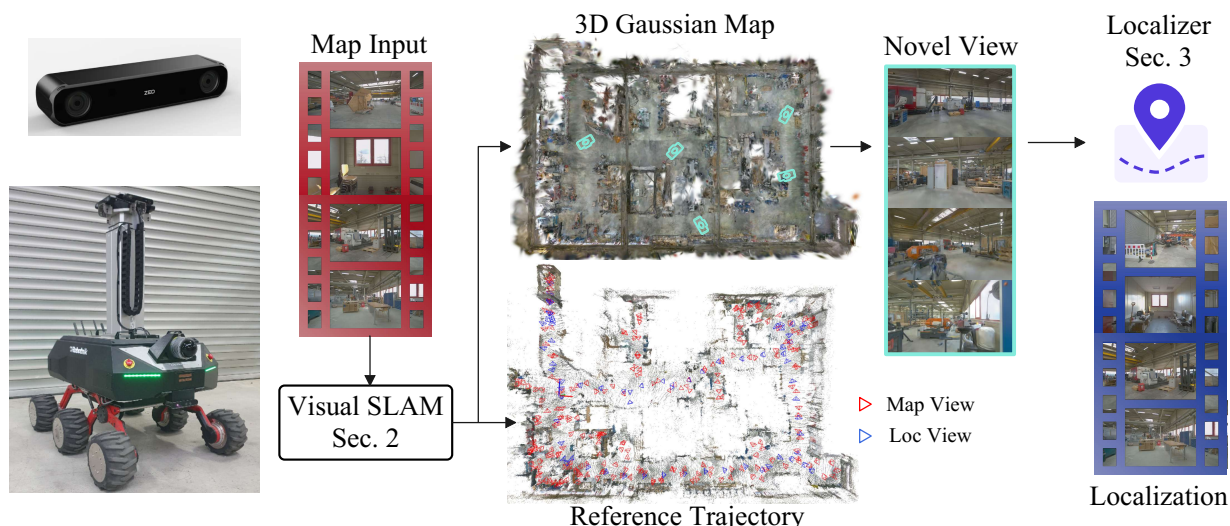 ZED
Map Input
3D Gaussian Map
Novel View
Localizer
Sec. 3
Visual SLAM
Sec. 2
Map View
Loc View
Reference Trajectory
Localization